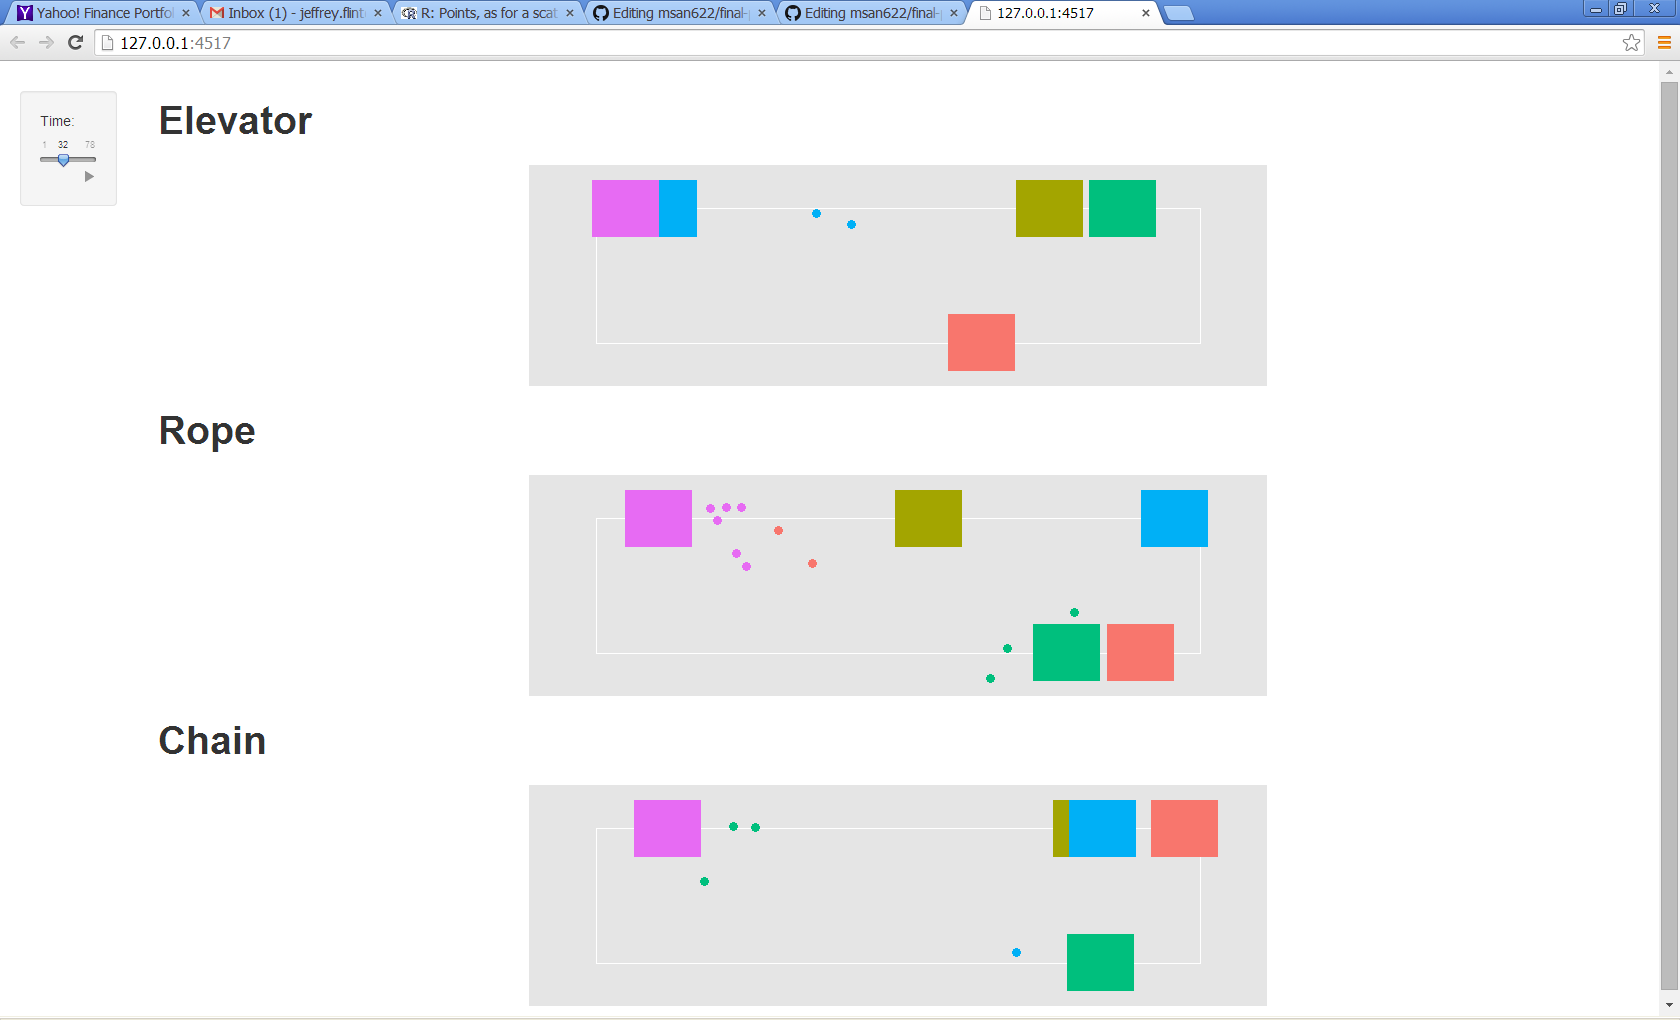 Yahoo! Finance Portfol
Inbox (1) - jeffrey.flint
R: Points, as for a scat
Editing msan622/final-
Editing msan622/final-
127.0.0.1:4517
127.0.0.1:4517
Time:
1 32 78
Elevator
Rope
Chain